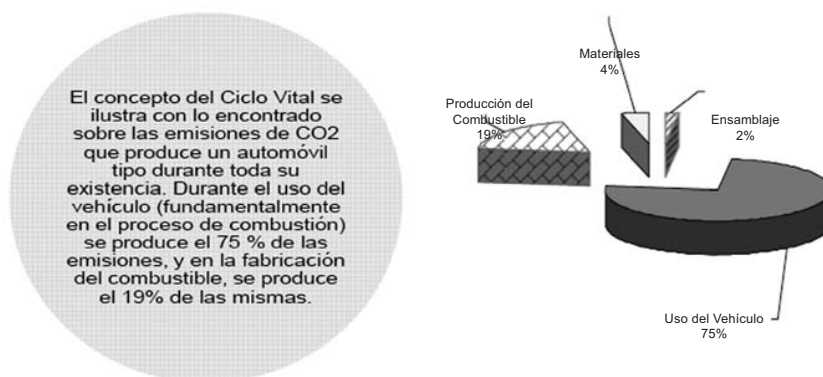 El concepto del Ciclo Vital se
ilustra con lo encontrado
sobre las emisiones de CO2
que produce un automóvil
tipo durante toda su
existencia. Durante el uso del
vehículo (fundamentalmente
en el proceso de combustión)
se produce el 75 % de las
emisiones, y en la fabricación
del combustible, se produce
el 19% de las mismas.
Materiales
4%
Producción del
Combustible
19%
Ensamblaje
2%
Uso del Vehículo
75%